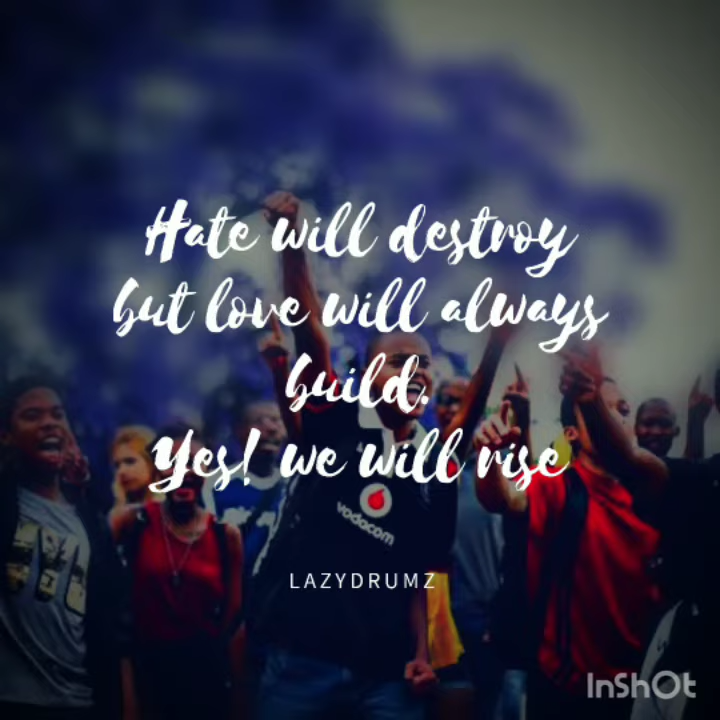 Hate will destroy
but love will always
build.
Yes! we will rise
vodacom
LAZYDRUMZ
InShOt